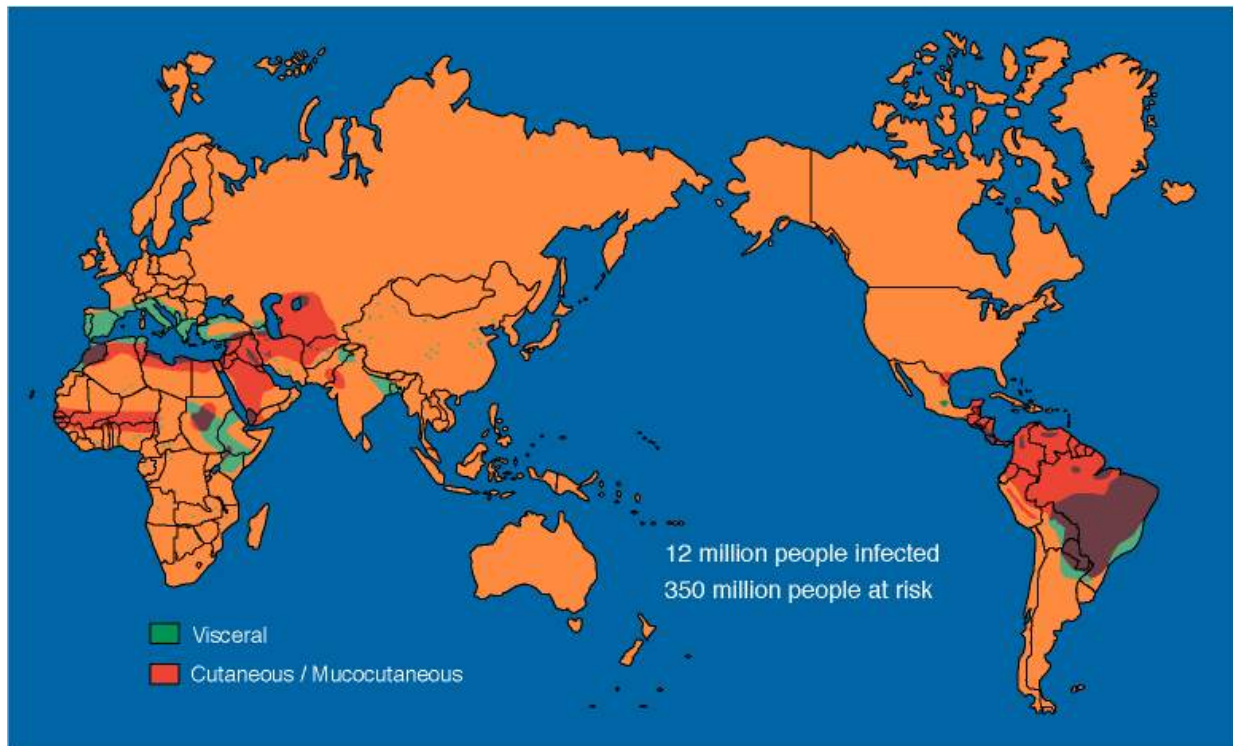 12 million people infected
350 million people at risk
Visceral
Cutaneous / Mucocutaneous